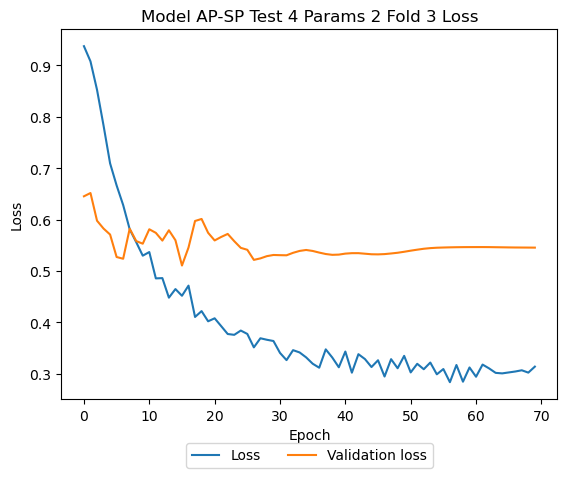 Model AP-SP Test 4 Params 2 Fold 3 Loss
0.9
0.8
0.7
0.6
0.5
0.4
0.3
Loss
0 10 20 30 40 50 60 70
Epoch
Loss Validation loss